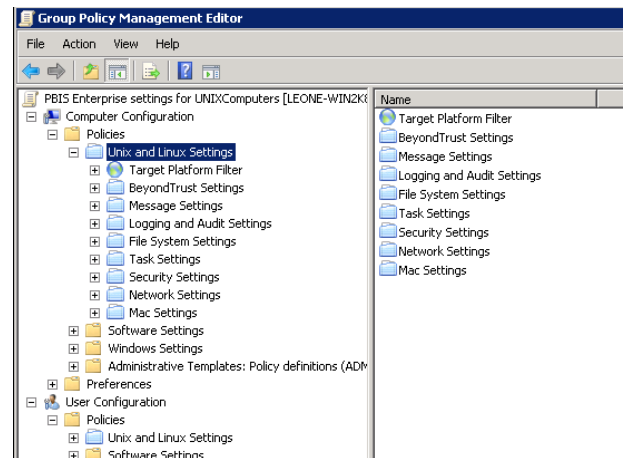 Group Policy Management Editor
File Action View Help
PBIS Enterprise settings for UNIXComputers [LEONE-WIN2K8
Computer Configuration
Policies
Unix and Linux Settings
Target Platform Filter
BeyondTrust Settings
Message Settings
Logging and Audit Settings
File System Settings
Task Settings
Security Settings
Network Settings
Mac Settings
Software Settings
Windows Settings
Administrative Templates: Policy definitions (ADM
Preferences
User Configuration
Policies
Unix and Linux Settings
Software Settings
Name
Target Platform Filter
BeyondTrust Settings
Message Settings
Logging and Audit Settings
File System Settings
Task Settings
Security Settings
Network Settings
Mac Settings